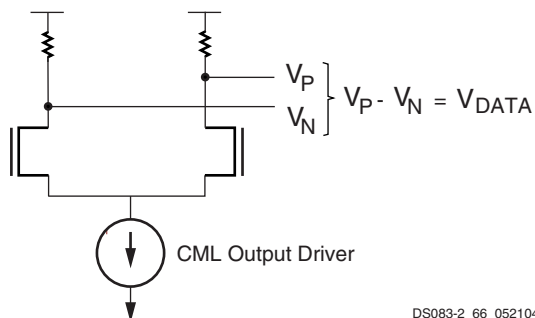 V_P
V_N
V_P - V_N = V_DATA
CML Output Driver
DS083-2_66_052104